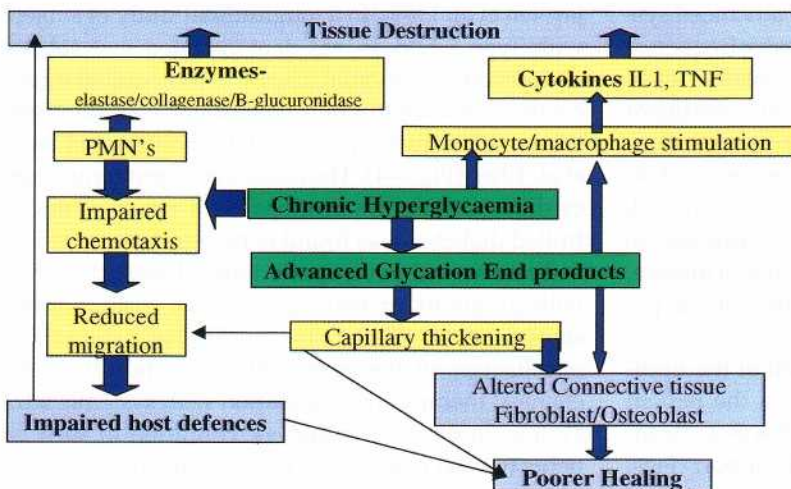 Tissue Destruction
Enzymes-
elastase/collagenase/B-glucuronidase
Cytokines IL1, TNF
PMN's
Monocyte/macrophage stimulation
Impaired
chemotaxis
Chronic Hyperglycaemia
Advanced Glycation End products
Reduced
migration
Capillary thickening
Altered Connective tissue
Fibroblast/Osteoblast
Impaired host defences
Poorer Healing